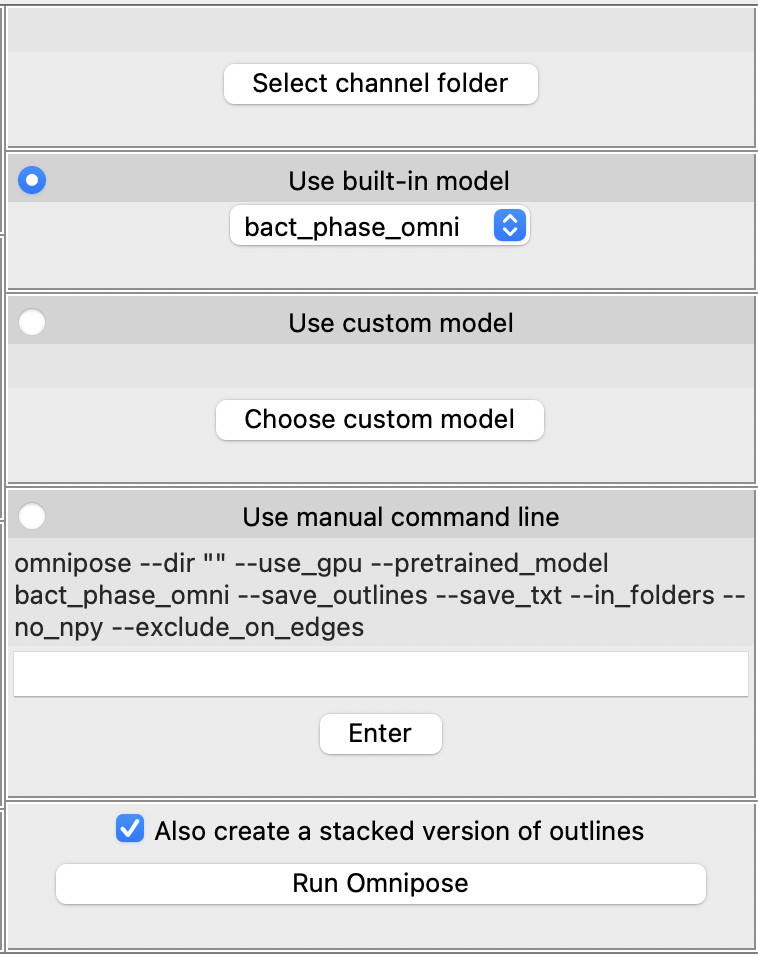 Select channel folder
Use built-in model
bact_phase_omni
Use custom model
Choose custom model
Use manual command line
omnipose --dir "" --use_gpu --pretrained_model
bact_phase_omni --save_outlines --save_txt --in_folders --
no_npy --exclude_on_edges
Enter
Also create a stacked version of outlines
Run Omnipose